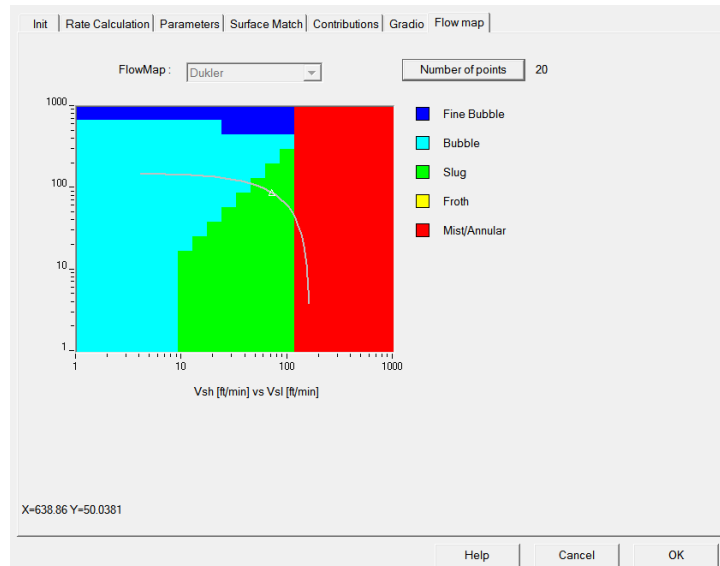 Init Rate Calculation Parameters Surface Match Contributions Gradio Flow map
FlowMap : Dukler Number of points 20
1000
100
10
1
1 10 100 1000
Vsh [ft/min] vs Vsl [ft/min]
Fine Bubble
Bubble
Slug
Froth
Mist/Annular
X=638.86 Y=50.0381
Help Cancel OK